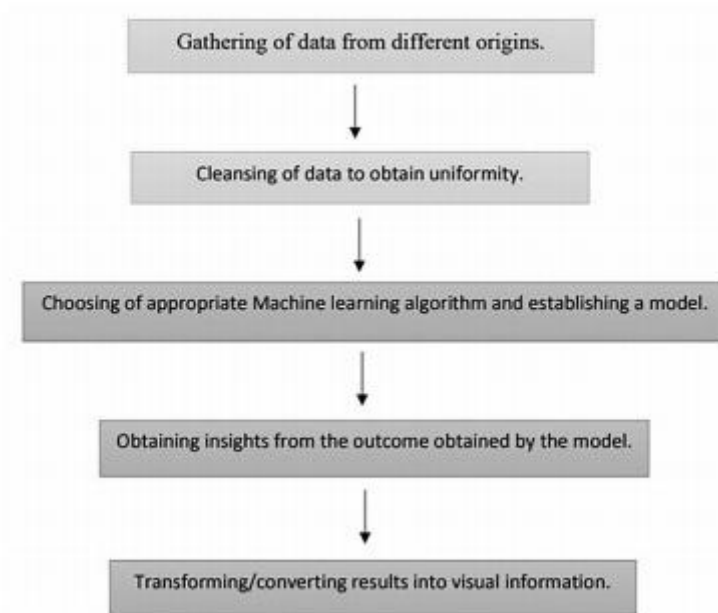 Gathering of data from different origins.
Cleansing of data to obtain uniformity.
Choosing of appropriate Machine learning algorithm and establishing a model.
Obtaining insights from the outcome obtained by the model.
Transforming/converting results into visual information.